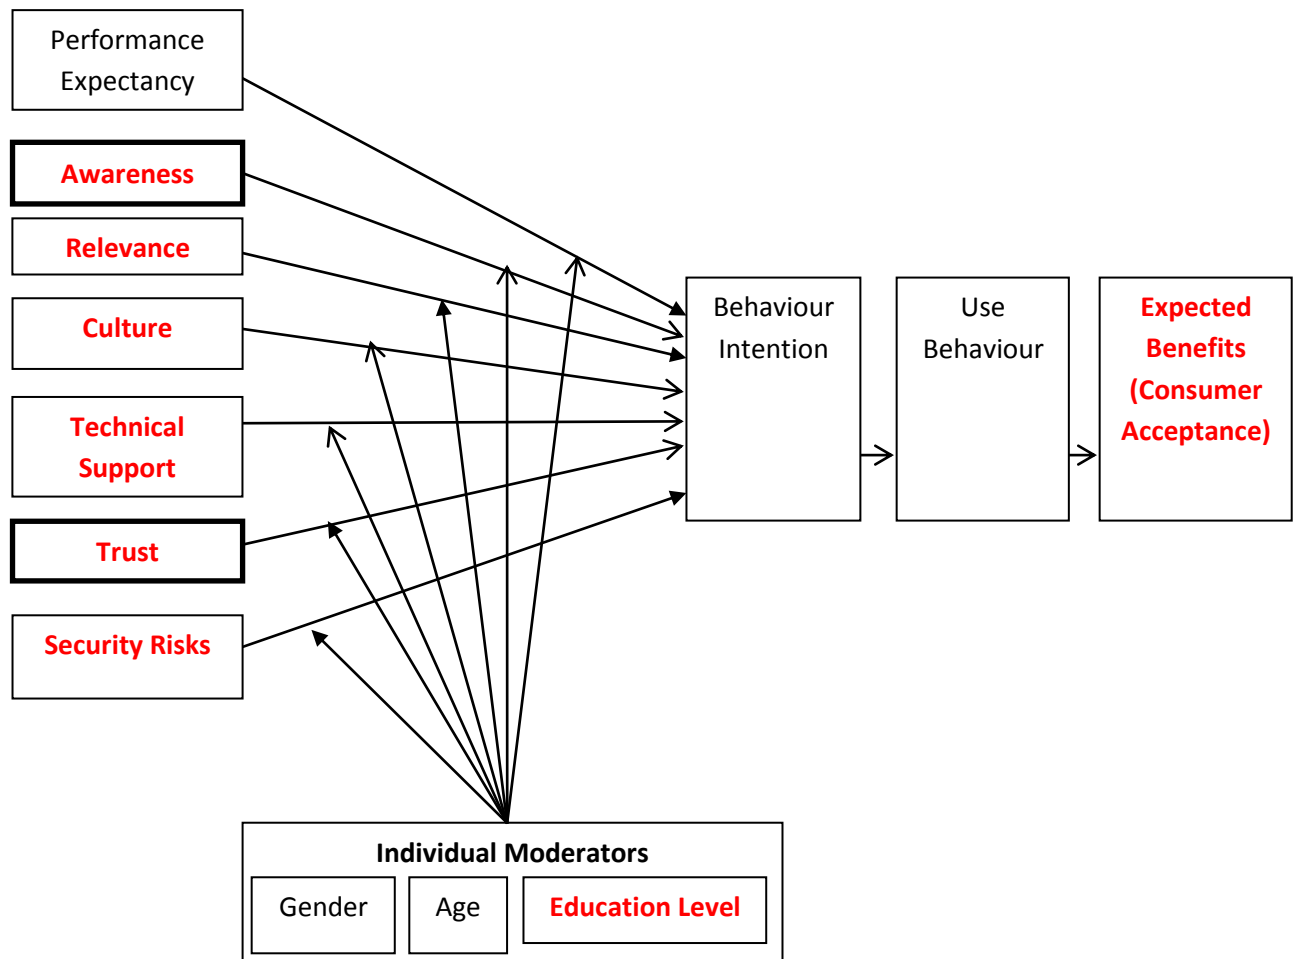 Performance
Expectancy
Awareness
Relevance
Culture
Technical
Support
Trust
Security Risks
Behaviour
Intention
Use
Behaviour
Expected
Benefits
(Consumer
Acceptance)
Individual Moderators
Gender
Age
Education Level